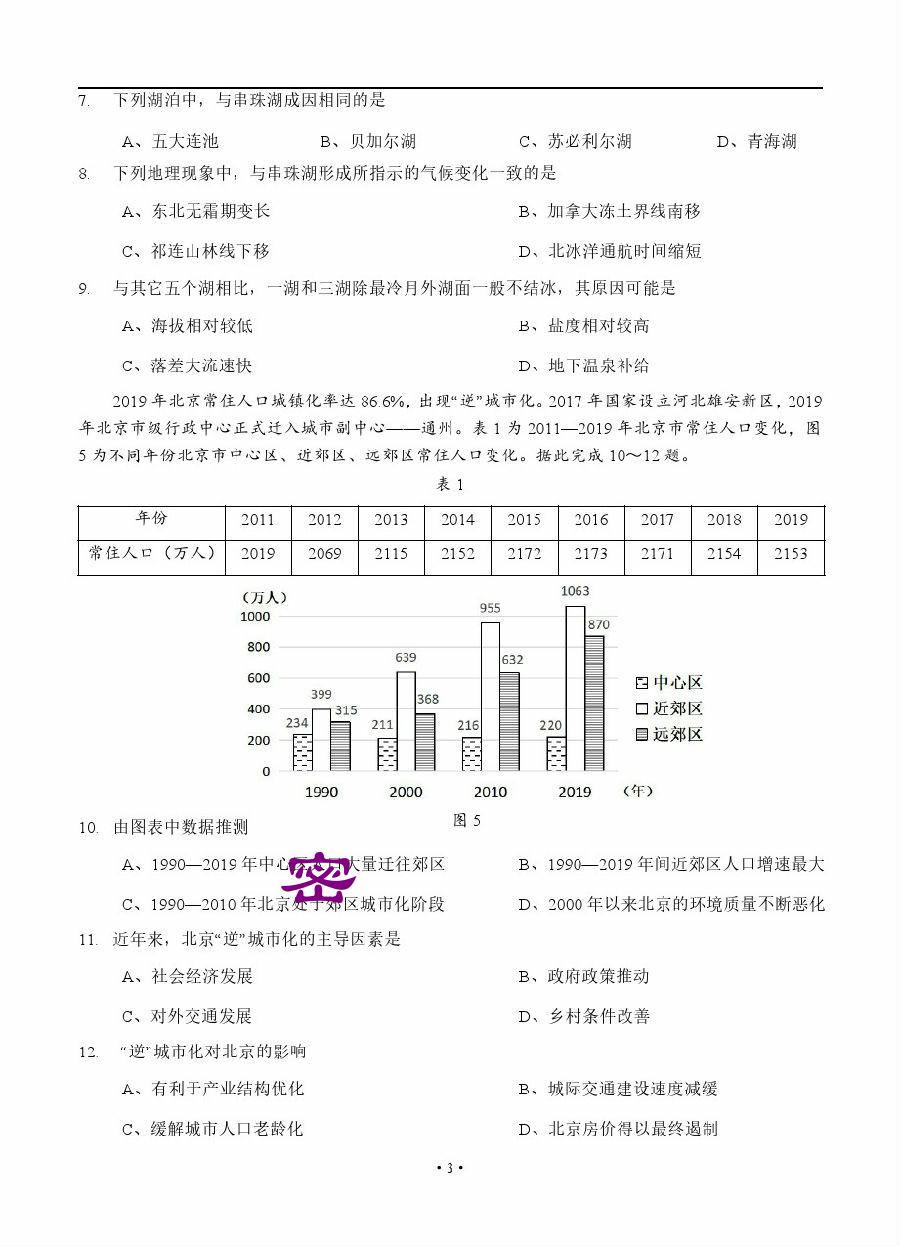 7. 下列湖泊中，与串珠湖成因相同的是
A、五大连池 B、贝加尔湖 C、苏必利尔湖 D、青海湖
8. 下列地理现象中，与串珠湖形成所指示的气候变化一致的是
A、东北无霜期变长 B、加拿大冻土界线南移
C、祁连山林线下移 D、北冰洋通航时间缩短
9. 与其它五个湖相比，一湖和三湖除最冷月外湖面一般不结冰，其原因可能是
A、海拔相对较低 B、盐度相对较高
C、落差大流速快 D、地下温泉补给
2019年北京常住人口城镇化率达 86.6%，出现“逆”城市化。2017 年国家设立河北雄安新区，2019
年北京市级行政中心正式迁入城市副中心——通州。表 1 为 2011—2019 年北京市常住人口变化，图
5 为不同年份北京市中心区、近郊区、远郊区常住人口变化。据此完成 10～12 题。
表 1
年份 2011 2012 2013 2014 2015 2016 2017 2018 2019
常住人口（万人） 2019 2069 2115 2152 2172 2173 2171 2154 2153
（万人）
1000
800
600
400
200
0
234 399 315
211 639 368
216 955 632
220 1063 870
1990 2000 2010 2019 （年）
中心区
近郊区
远郊区
图 5
10. 由图表中数据推测
A、1990—2019 年中心区人口大量迁往郊区 B、1990—2019 年间近郊区人口增速最大
密
C、1990—2010 年北京处于郊区城市化阶段 D、2000 年以来北京的环境质量不断恶化
11. 近年来，北京“逆”城市化的主导因素是
A、社会经济发展 B、政府政策推动
C、对外交通发展 D、乡村条件改善
12. “逆”城市化对北京的影响
A、有利于产业结构优化 B、城际交通建设速度减缓
C、缓解城市人口老龄化 D、北京房价得以最终遏制
• 3 •